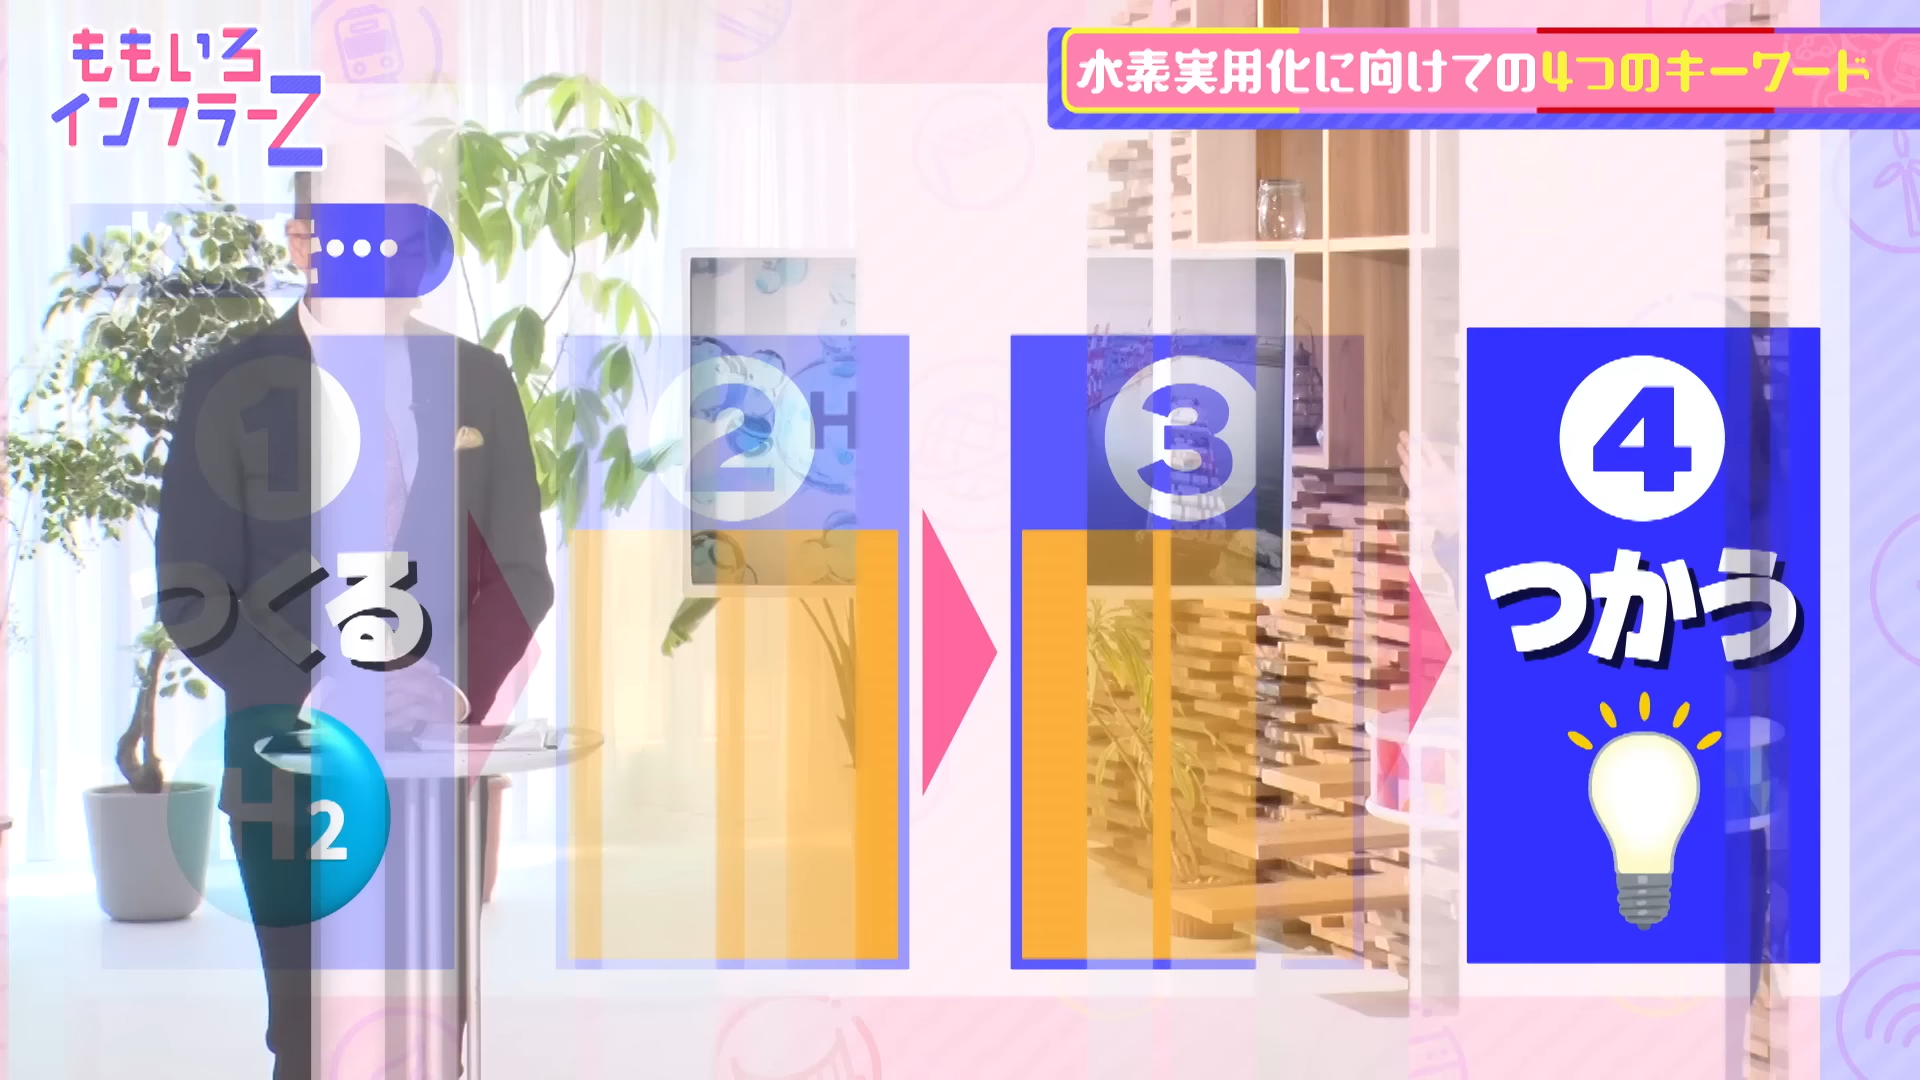 ももいろ
インフラーZ
水素実用化に向けての4つのキーワード
…
1
2
3
4
H
つくる
つかう
H2